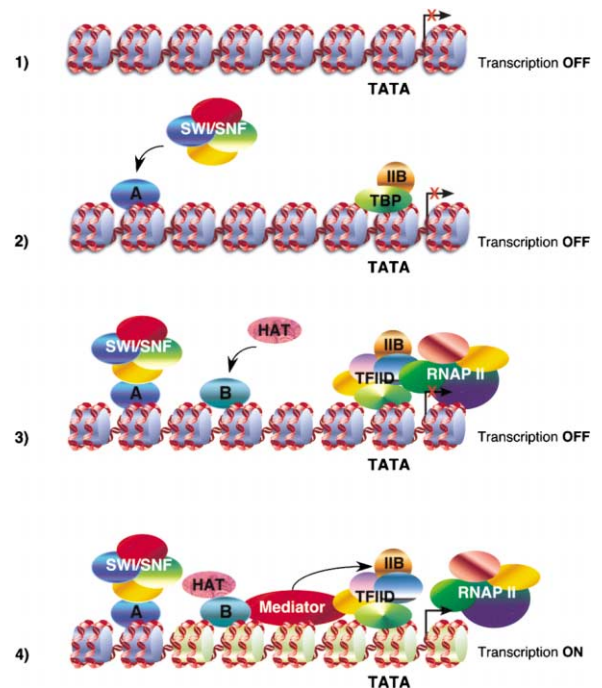 1)
Transcription OFF
TATA
SWI/SNF
A
IIB
TBP
2)
Transcription OFF
TATA
SWI/SNF
HAT
IIB
TFIID
RNAP II
A
B
3)
Transcription OFF
TATA
SWI/SNF
HAT
IIB
A
B
Mediator
TFIID
RNAP II
4)
Transcription ON
TATA